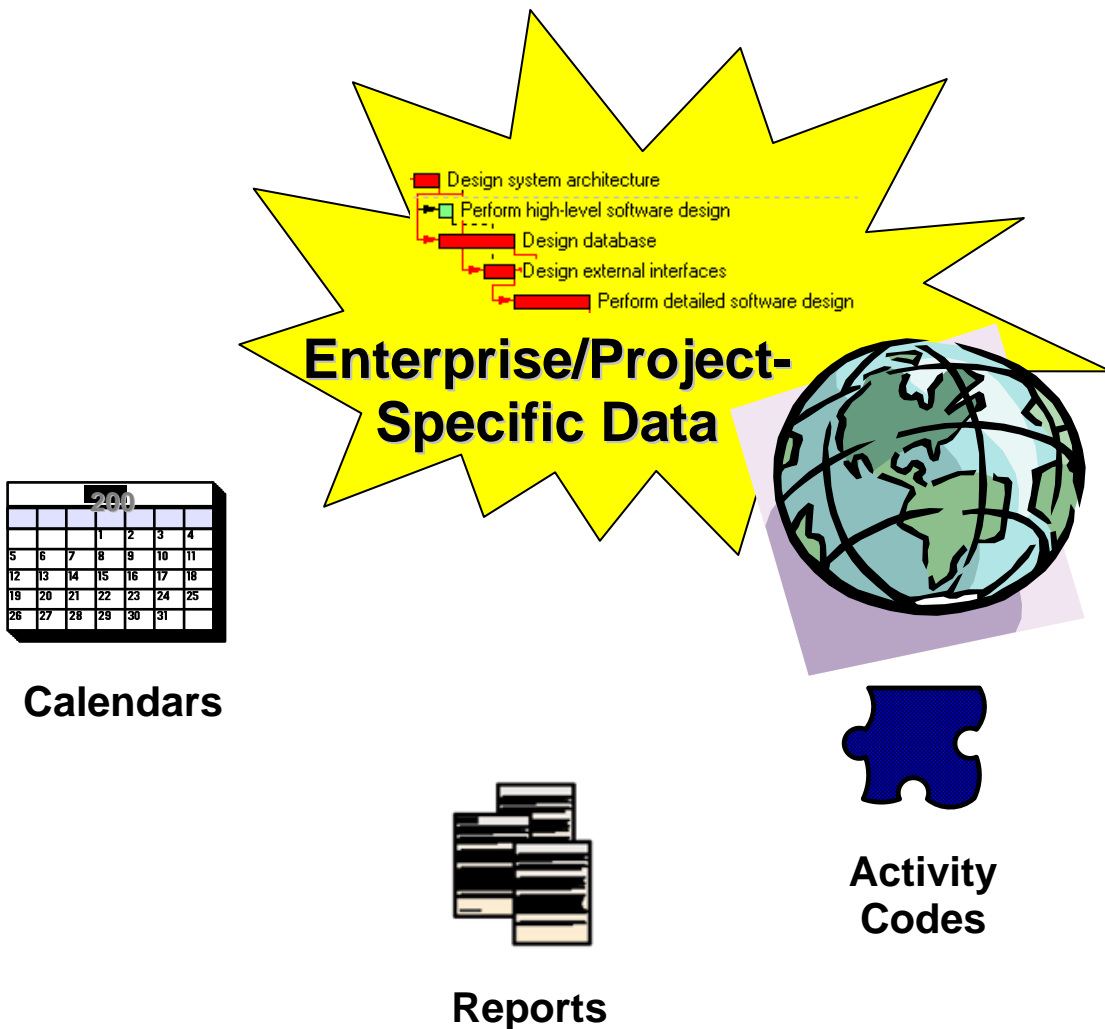 Design system architecture
Perform high-level software design
Design database
Design external interfaces
Perform detailed software design
Enterprise/Project-
Specific Data
200
1 2 3 4
5 6 7 8 9 10 11
12 13 14 15 16 17 18
19 20 21 22 23 24 25
26 27 28 29 30 31
Calendars
Activity
Codes
Reports